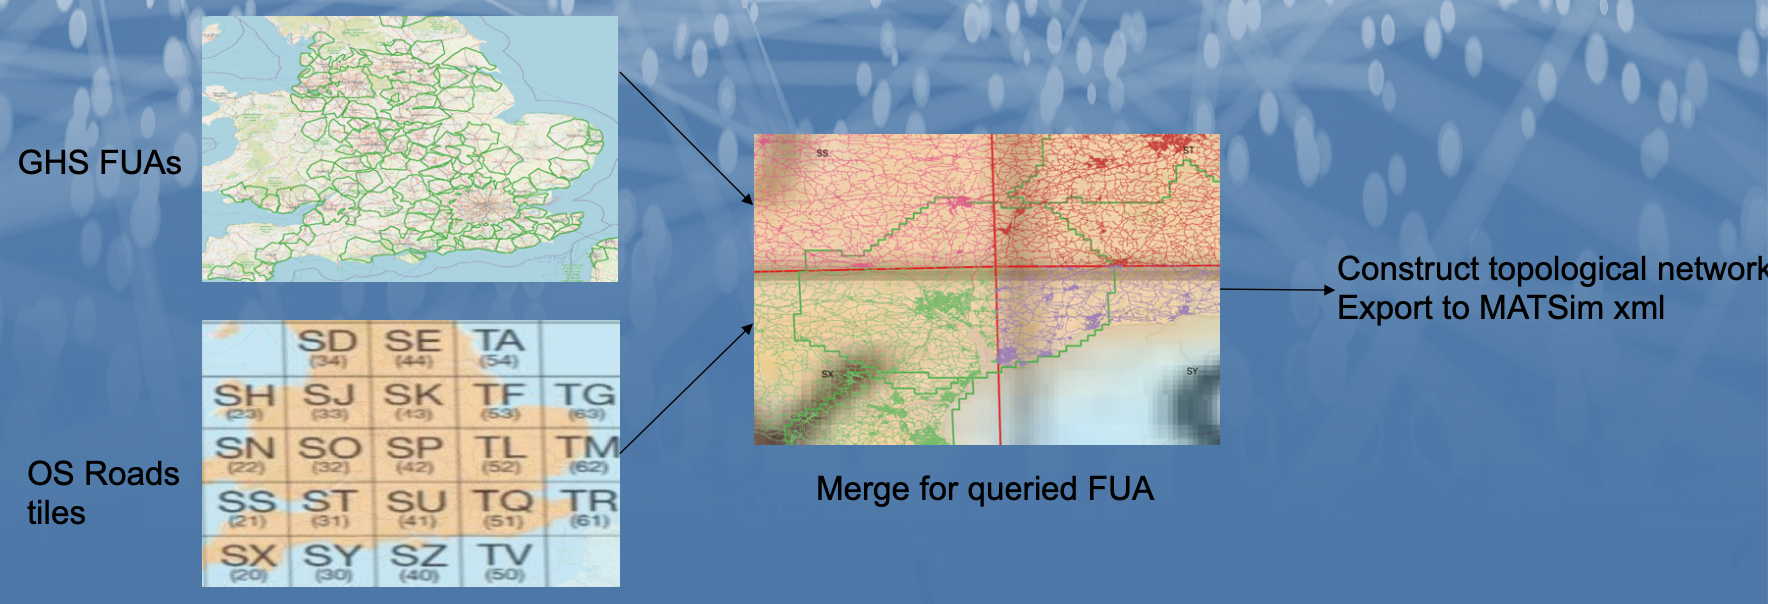 GHS FUAs
SD SE TA
(34) (44) (54)
SH SJ SK TF TG
(23) (33) (43) (53) (63)
SN SO SP TL TM
(22) (32) (42) (52) (62)
SS ST SU TQ TR
(21) (31) (41) (51) (61)
SX SY SZ TV
(20) (30) (40) (50)
OS Roads
tiles
SS ST
SX SY
Merge for queried FUA
Construct topological network
Export to MATSim xml